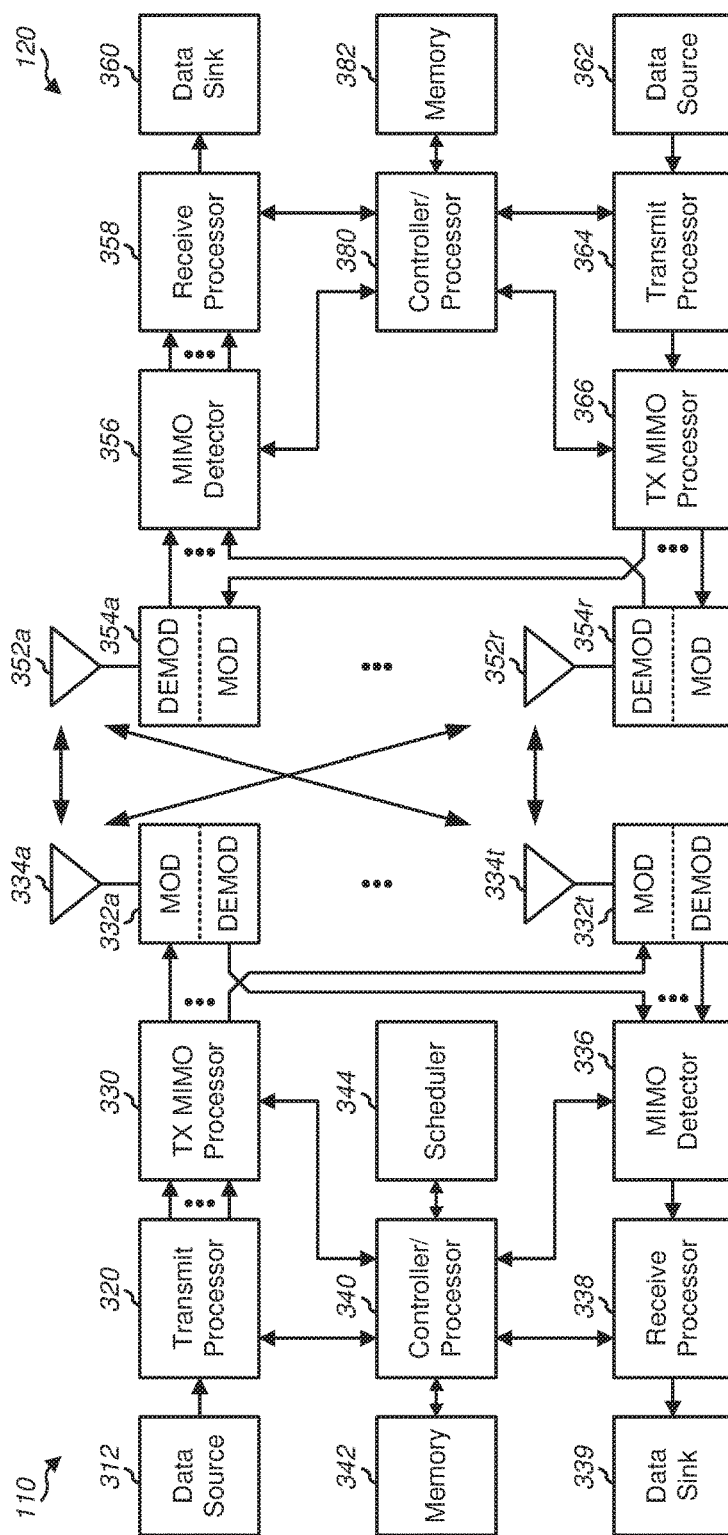 110
120
312
Data
Source
320
Transmit
Processor
330
TX MIMO
Processor
332a
MOD
DEMOD
334a
352a
354a
DEMOD
MOD
356
MIMO
Detector
358
Receive
Processor
360
Data
Sink
342
Memory
340
Controller/
Processor
344
Scheduler
380
Controller/
Processor
382
Memory
339
Data
Sink
338
Receive
Processor
336
MIMO
Detector
332t
MOD
DEMOD
334t
352r
354r
DEMOD
MOD
366
TX MIMO
Processor
364
Transmit
Processor
362
Data
Source